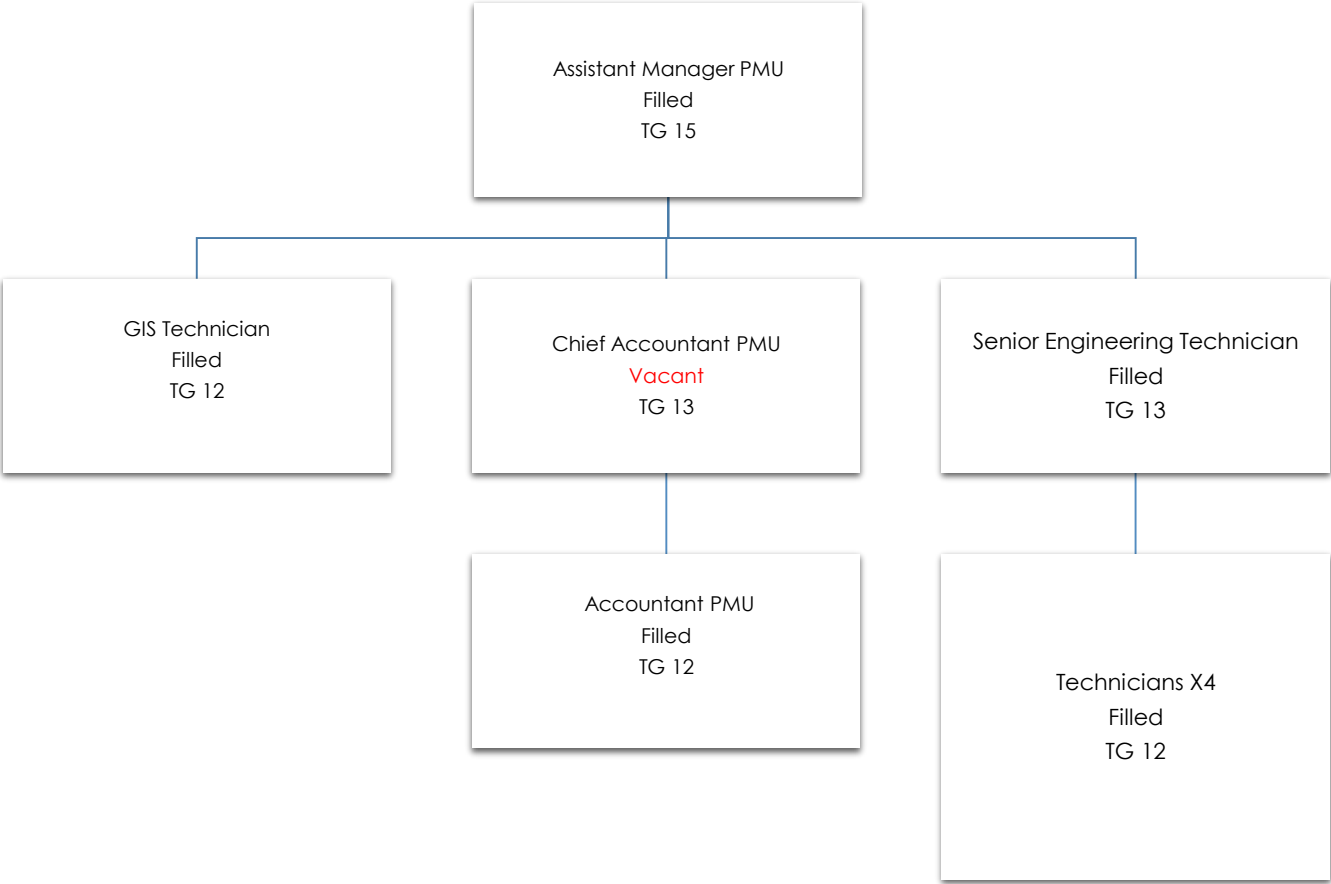 Assistant Manager PMU
Filled
TG 15
GIS Technician
Filled
TG 12
Chief Accountant PMU
Vacant
TG 13
Senior Engineering Technician
Filled
TG 13
Accountant PMU
Filled
TG 12
Technicians X4
Filled
TG 12